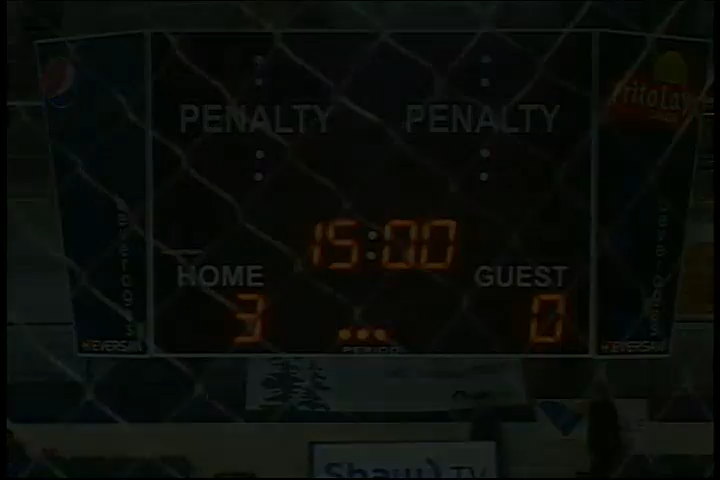 PENALTY PENALTY
FritoLay
15:00
HOME GUEST
3 0
PERIOD
EVERSAN EVERSAN
Shaw) TV